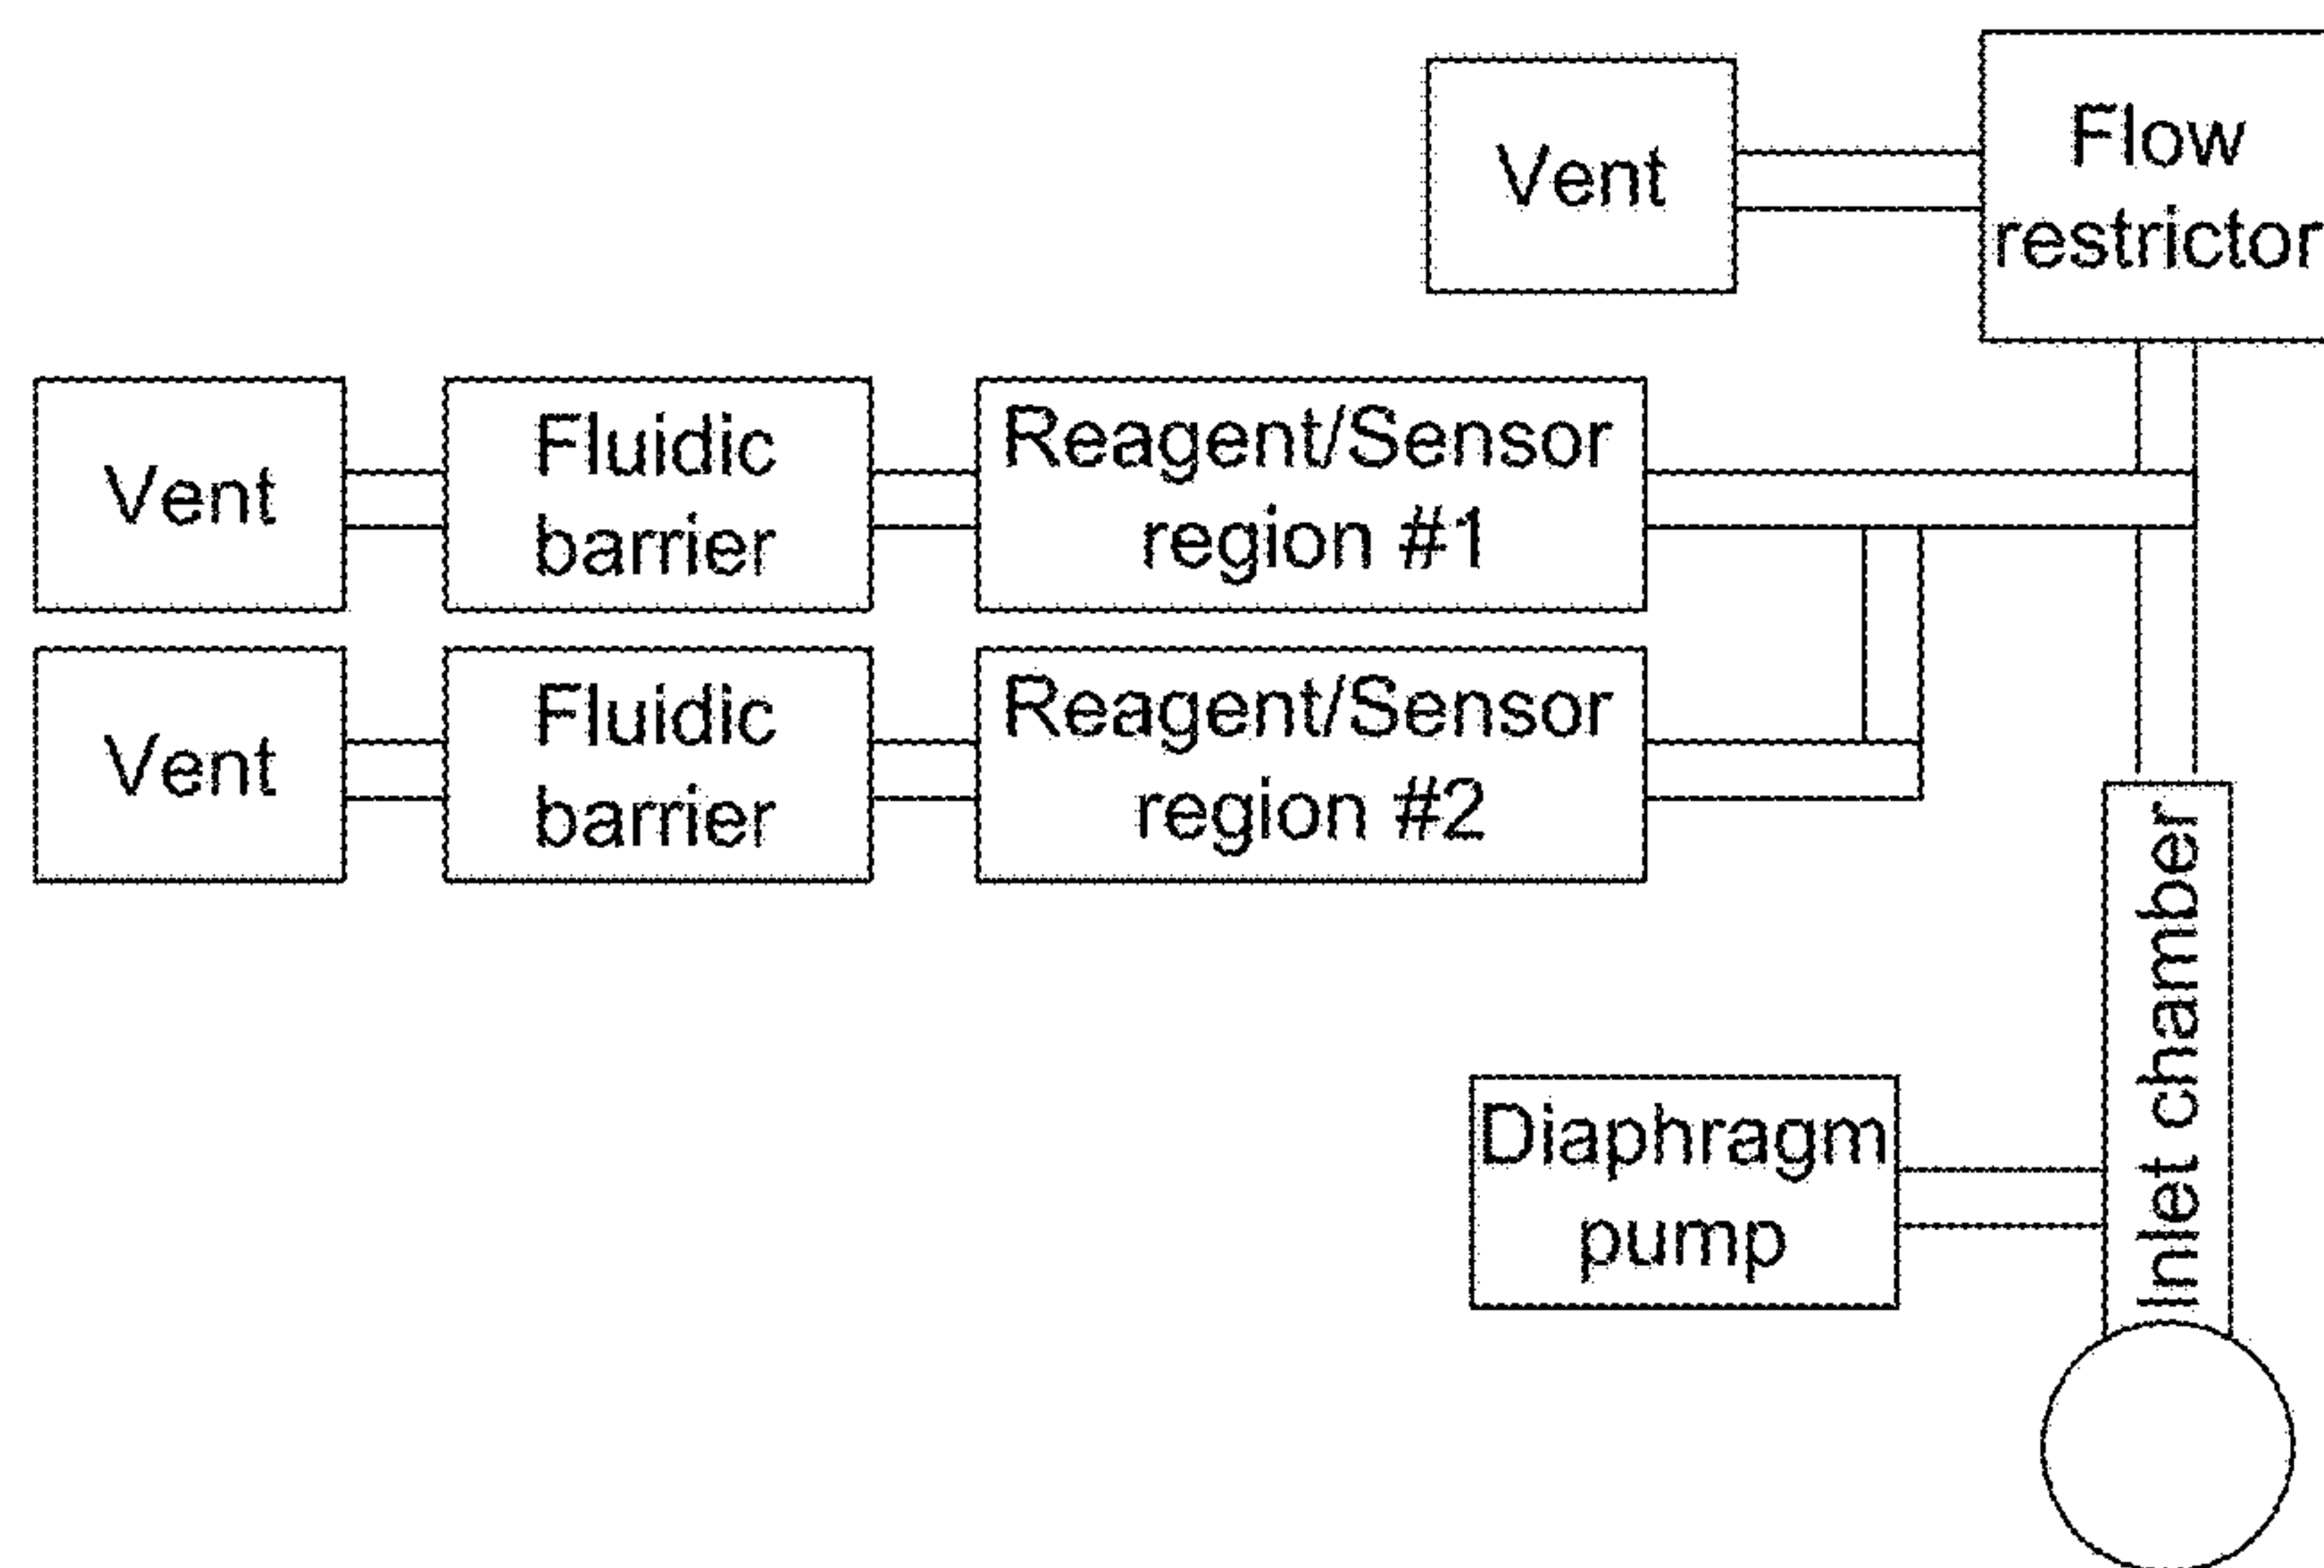 Vent
Flow
restrictor
Vent
Fluidic
barrier
Reagent/Sensor
region #1
Vent
Fluidic
barrier
Reagent/Sensor
region #2
Inlet chamber
Diaphragm
pump